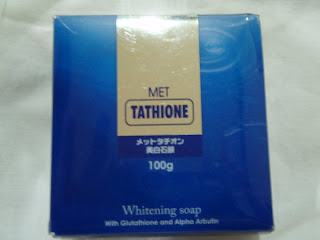 MET
TATHIONE
メットタチオン
美白石鹸
100g
Whitening soap
With Glutathione and Alpha Arbutin